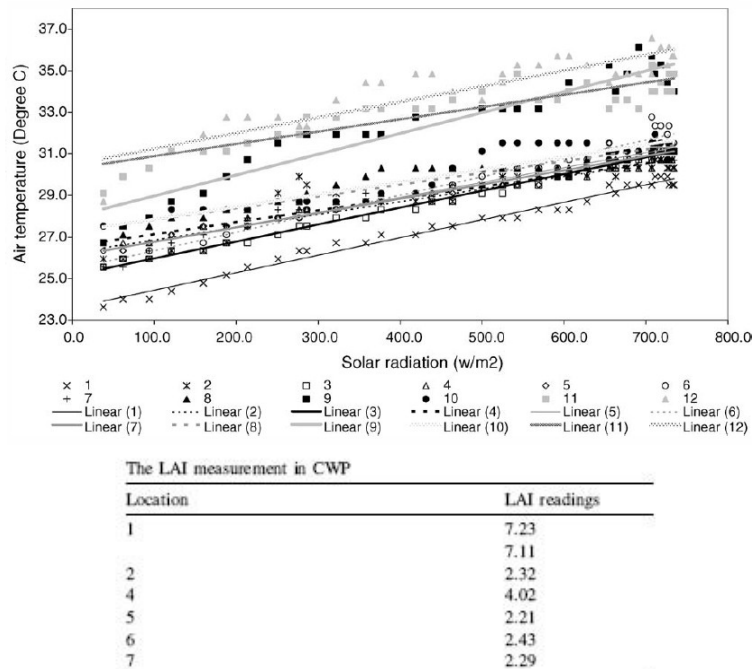 37.0
35.0
33.0
31.0
29.0
27.0
25.0
23.0
Air temperature (Degree C)
0.0 100.0 200.0 300.0 400.0 500.0 600.0 700.0 800.0
Solar radiation (w/m2)
1 2 3 4 5 6
7 8 9 10 11 12
Linear (1) Linear (2) Linear (3) Linear (4) Linear (5) Linear (6)
Linear (7) Linear (8) Linear (9) Linear (10) Linear (11) Linear (12)
The LAI measurement in CWP
Location LAI readings
1 7.23
7.11
2 2.32
4 4.02
5 2.21
6 2.43
7 2.29